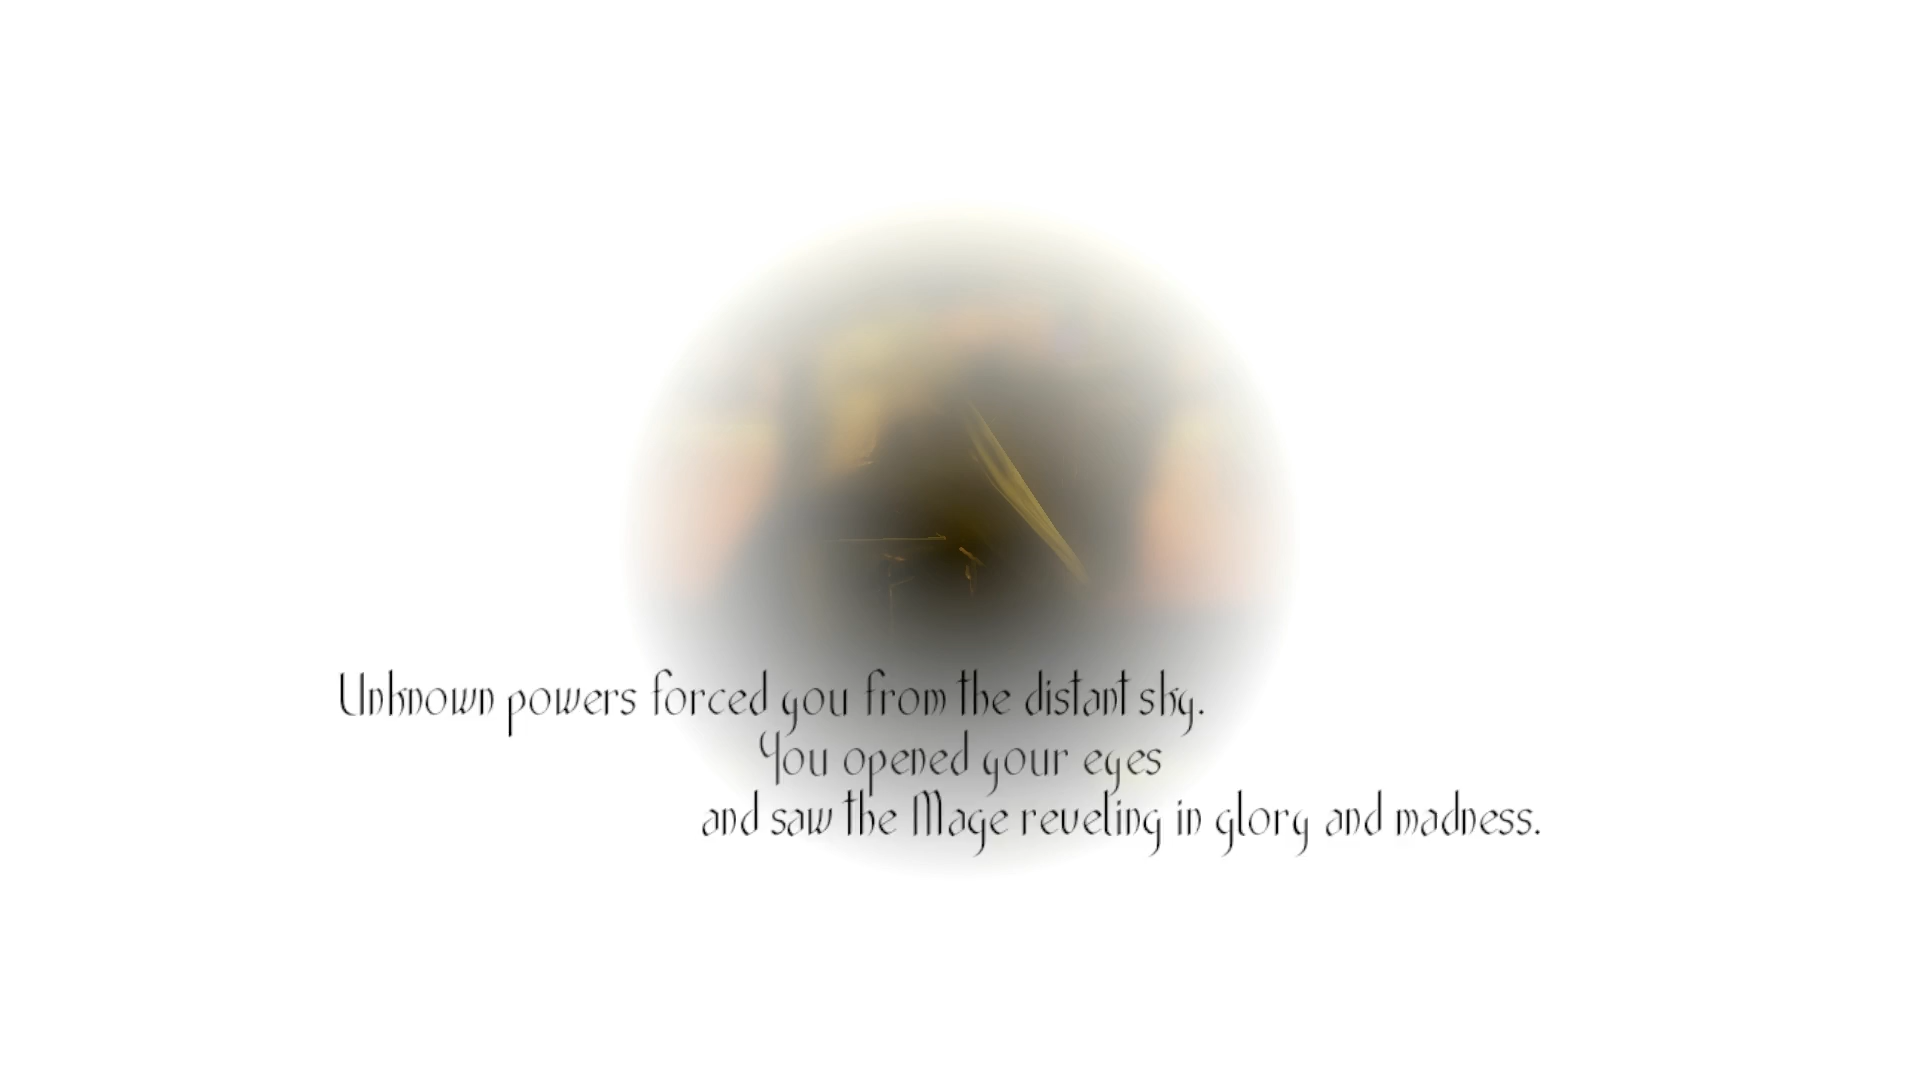 Unknown powers forced you from the distant sky.
You opened your eyes
and saw the Mage reveling in glory and madness.